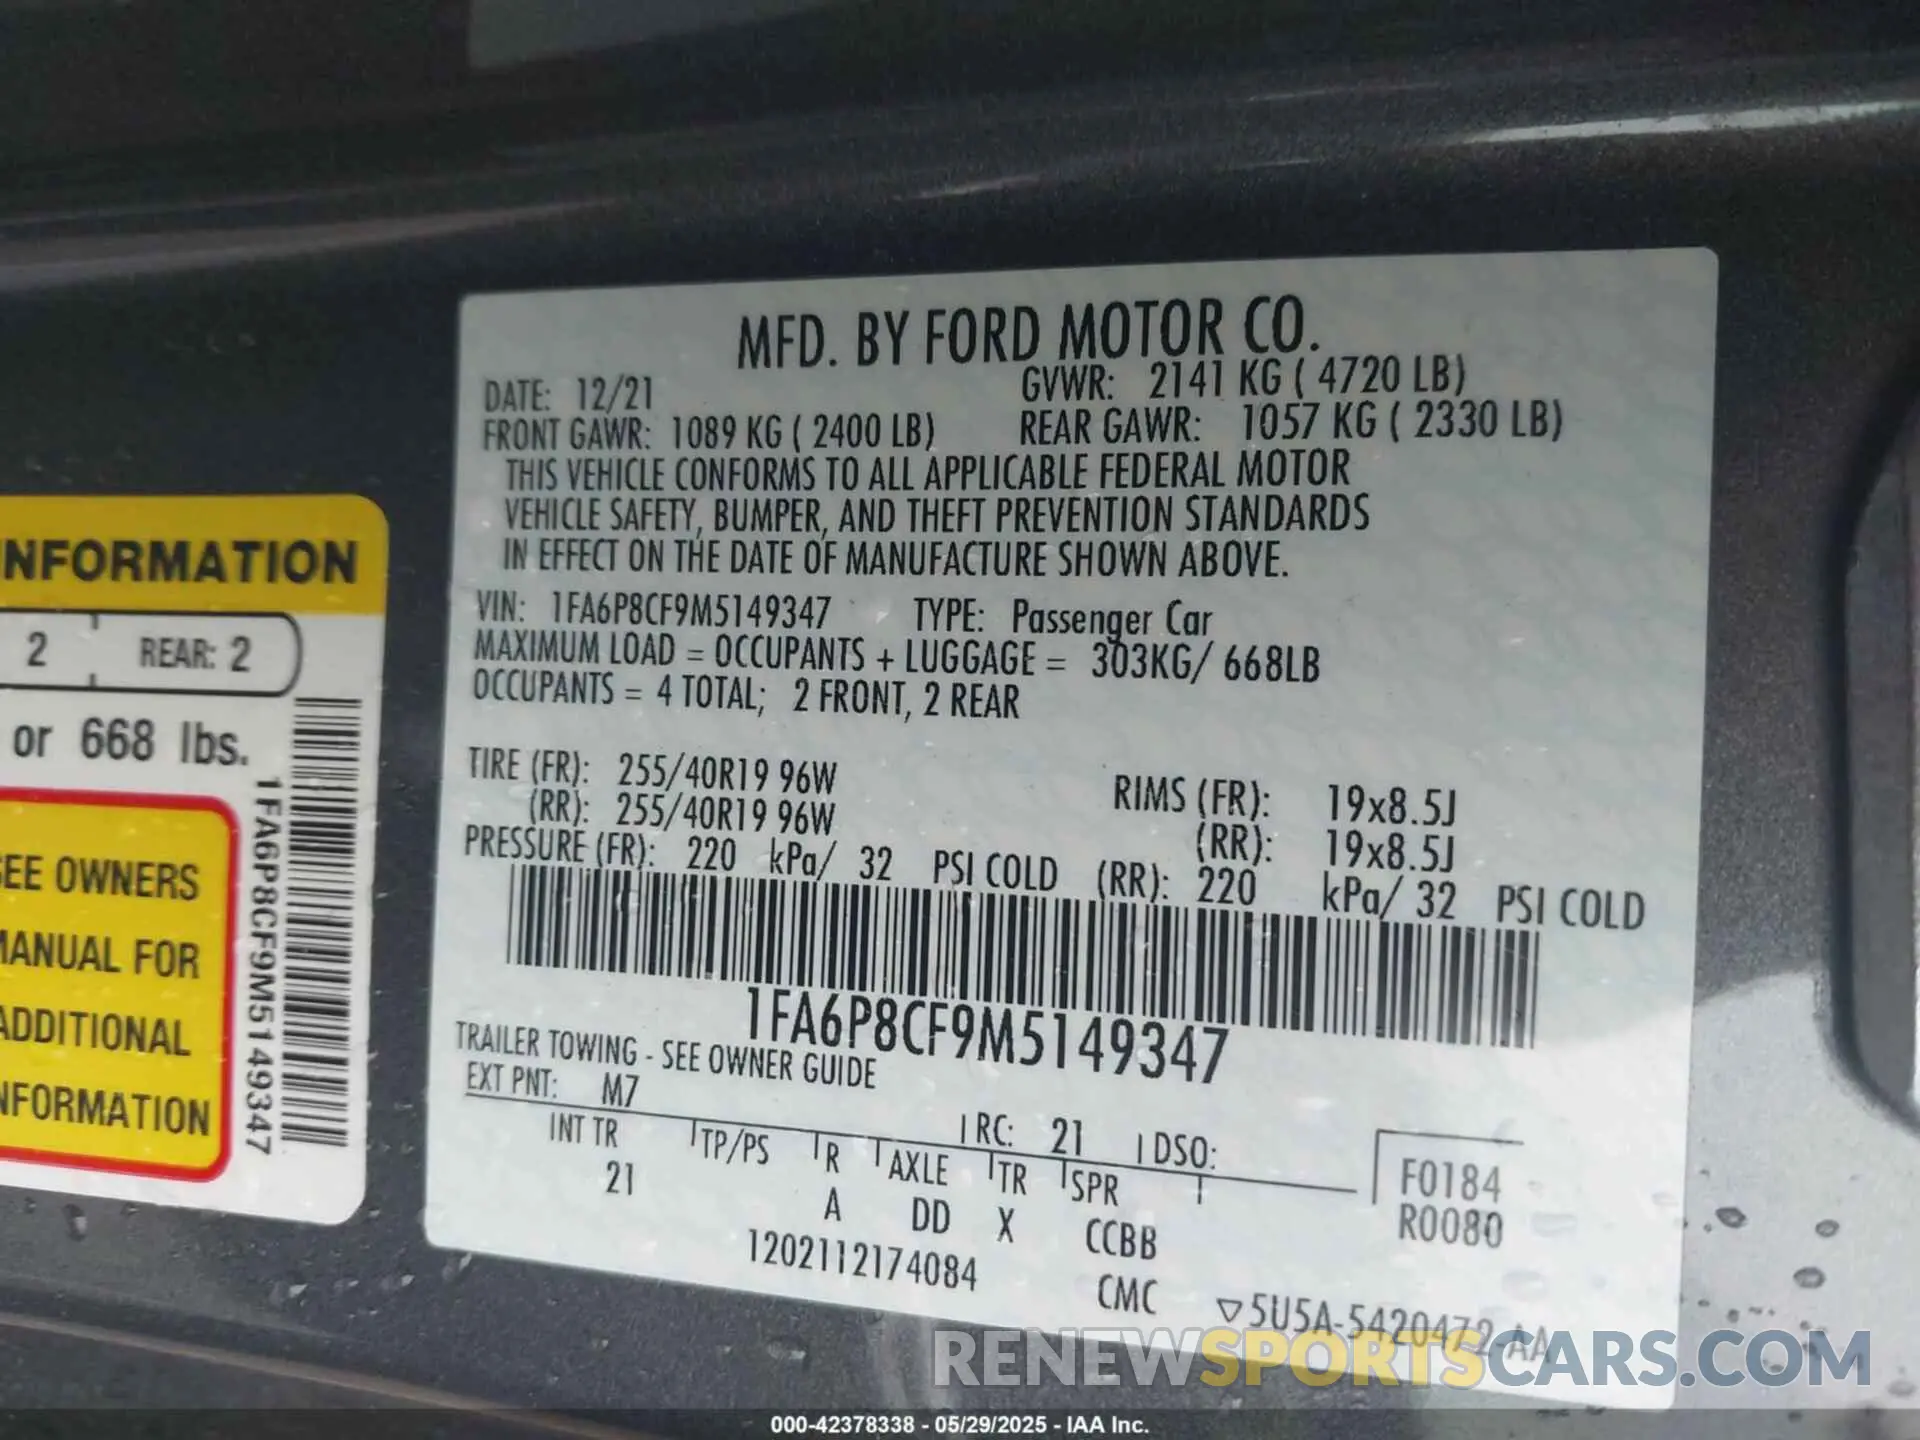 MFD. BY FORD MOTOR CO.
DATE: 12/21 GVWR: 2141 KG ( 4720 LB)
FRONT GAWR: 1089 KG ( 2400 LB) REAR GAWR: 1057 KG ( 2330 LB)
THIS VEHICLE CONFORMS TO ALL APPLICABLE FEDERAL MOTOR
VEHICLE SAFETY, BUMPER, AND THEFT PREVENTION STANDARDS
IN EFFECT ON THE DATE OF MANUFACTURE SHOWN ABOVE.
VIN: 1FA6P8CF9M5149347 TYPE: Passenger Car
MAXIMUM LOAD = OCCUPANTS + LUGGAGE = 303KG/ 668LB
OCCUPANTS = 4 TOTAL; 2 FRONT, 2 REAR
TIRE (FR): 255/40R19 96W RIMS (FR): 19x8.5J
(RR): 255/40R19 96W (RR): 19x8.5J
PRESSURE (FR): 220 kPa/ 32 PSI COLD (RR): 220 kPa/ 32 PSI COLD
1FA6P8CF9M5149347
TRAILER TOWING - SEE OWNER GUIDE
EXT PNT: M7 RC: 21 DSO:
INT TR TP/PS R AXLE TR SPR F0184
21 A DD X CCBB R0080
1202112174084 CMC
5U5A-5420472-AA
INFORMATION
2 REAR: 2
or 668 lbs.
SEE OWNERS
MANUAL FOR
ADDITIONAL
INFORMATION
1FA6P8CF9M5149347
RENEWSPORTSCARS.COM
000-42378338 - 05/29/2025 - IAA Inc.